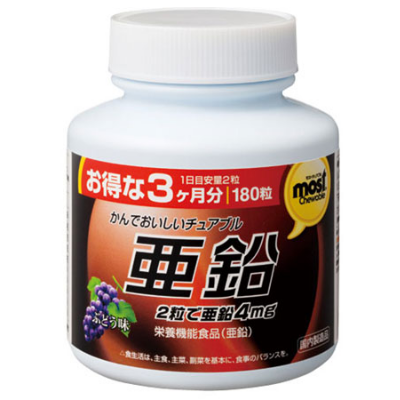 most
Chewable
1日目安量2粒
お得な3ヶ月分 180粒
かんでおいしいチュアブル
亜鉛
ぶどう味
2粒で亜鉛4mg
栄養機能食品(亜鉛)
△食生活は、主食、主菜、副菜を基本に、食事のバランスを。
国内製造品